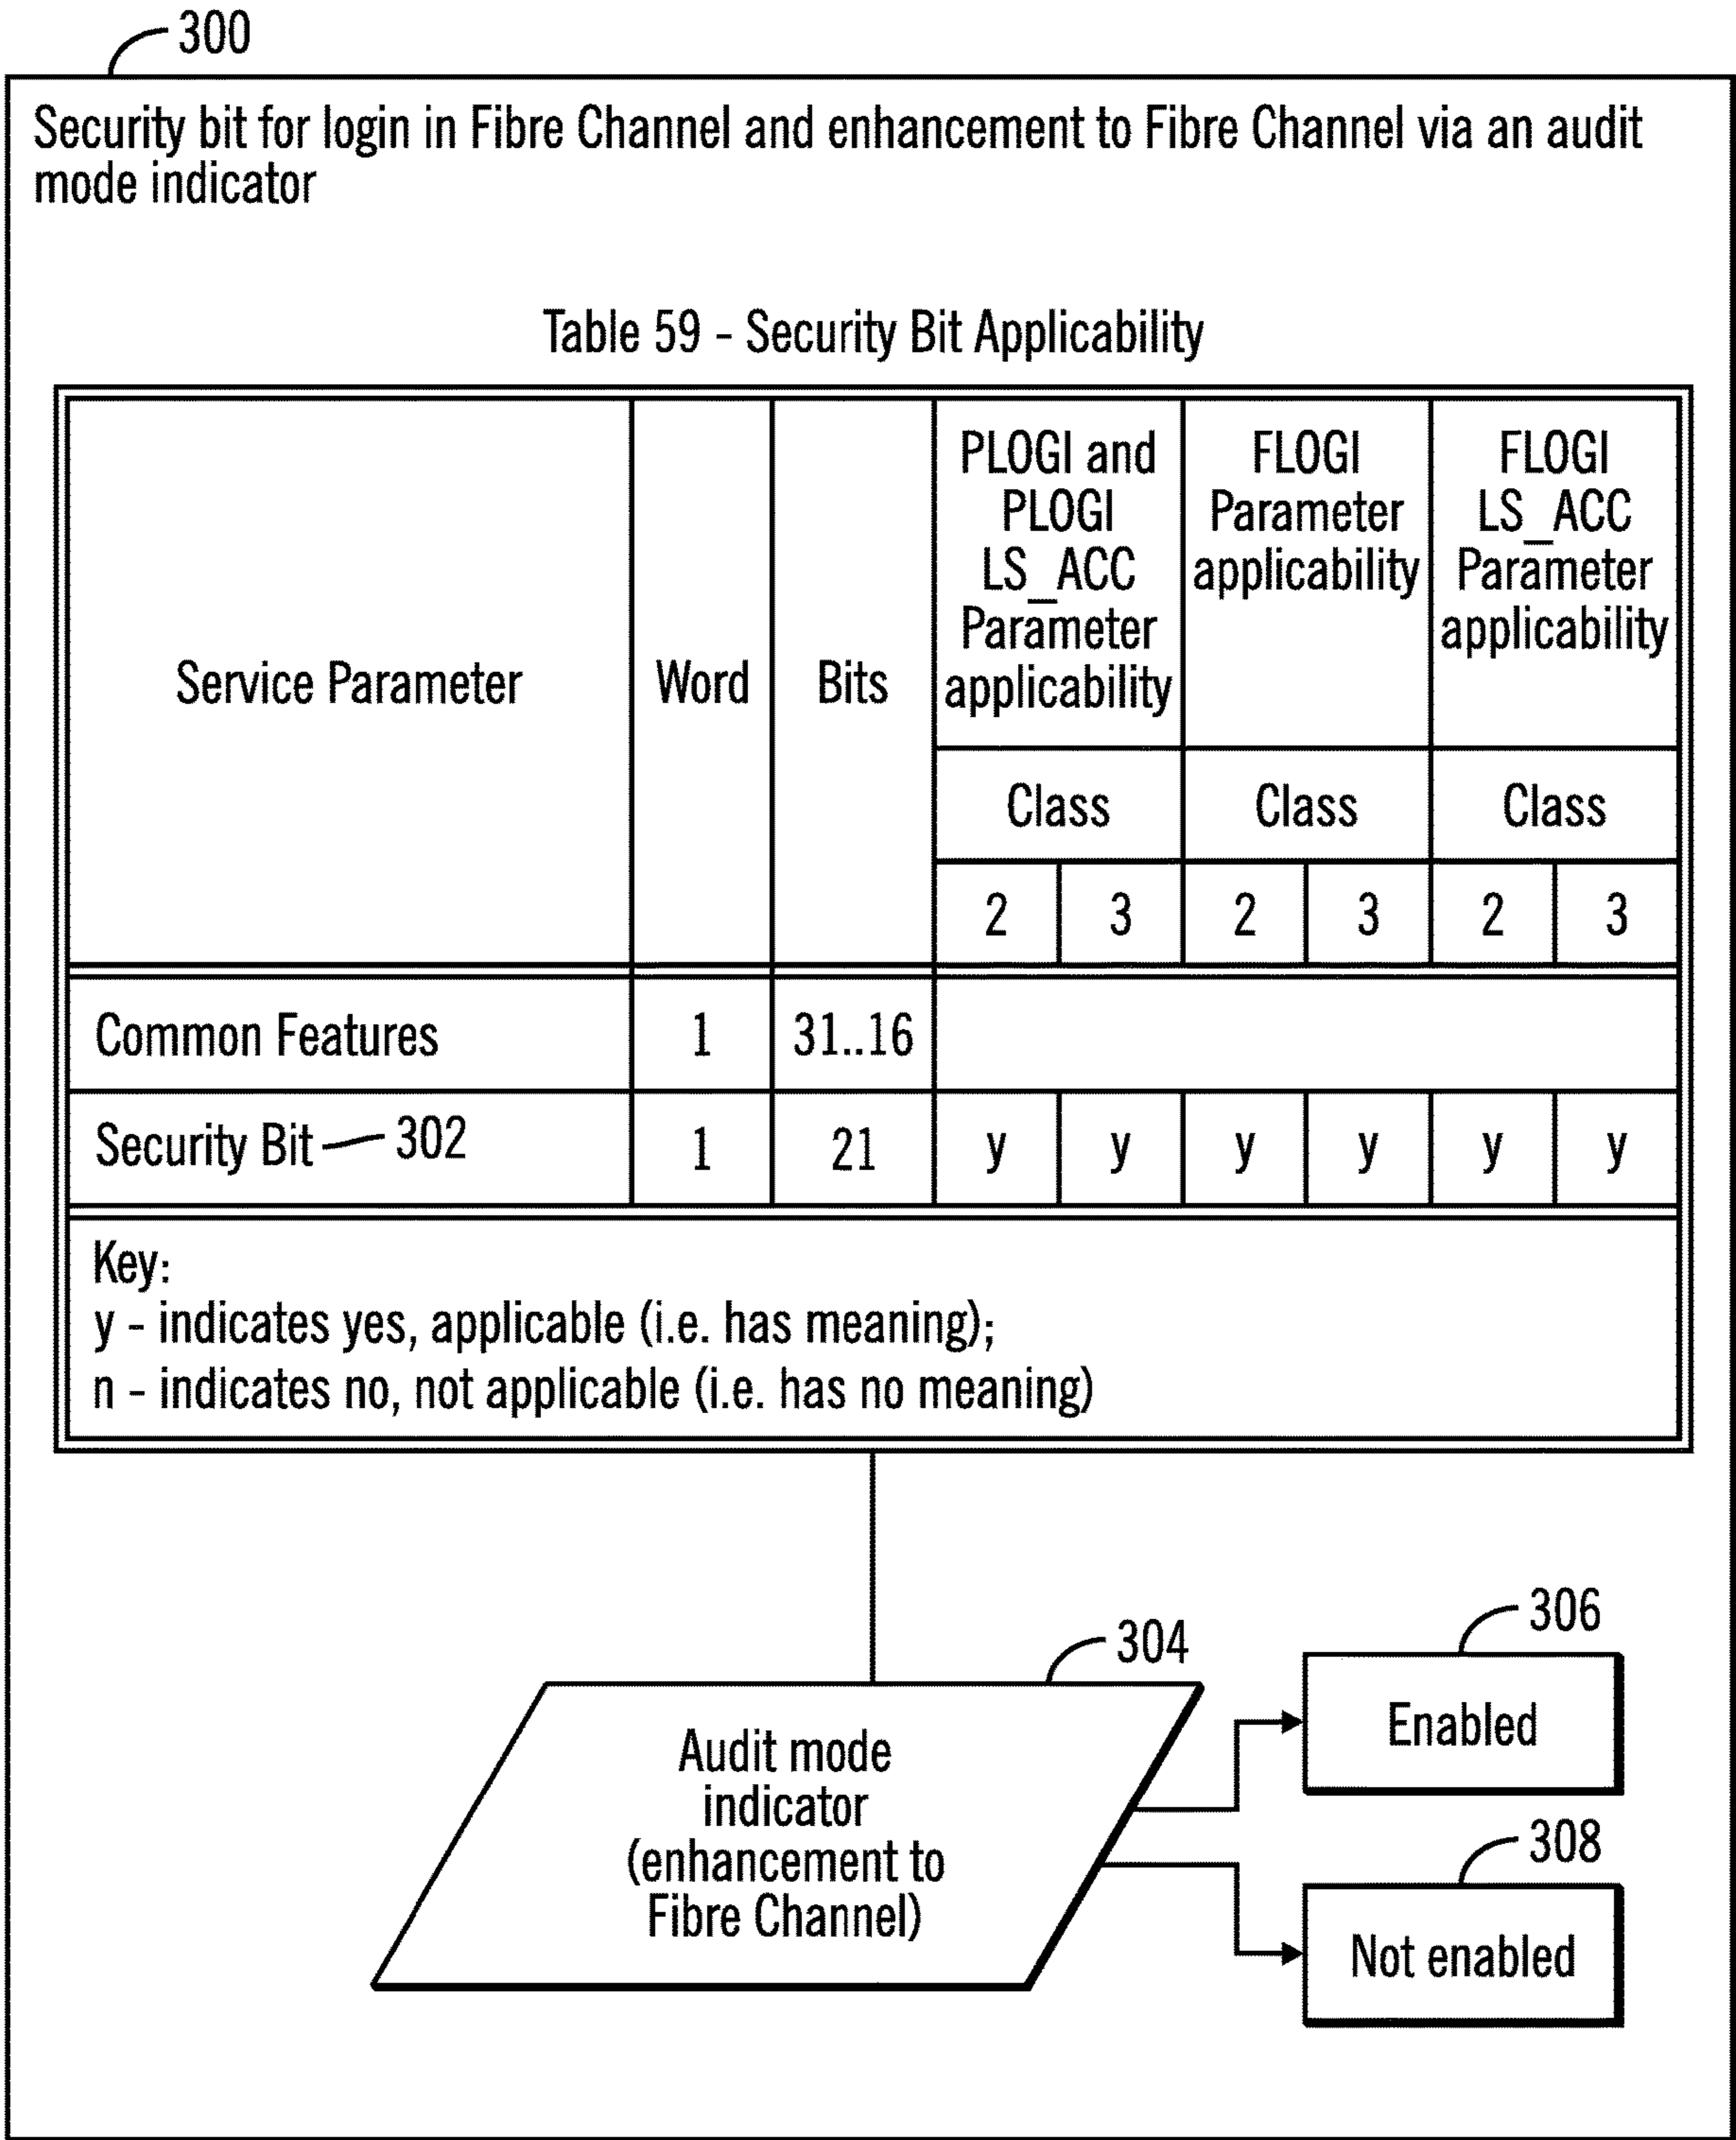 300
Security bit for login in Fibre Channel and enhancement to Fibre Channel via an audit
mode indicator
Table 59 - Security Bit Applicability
Service Parameter
Word
Bits
PLOGI and
PLOGI
LS_ACC
Parameter
applicability
FLOGI
Parameter
applicability
FLOGI
LS_ACC
Parameter
applicability
Class Class Class
2 3 2 3 2 3
Common Features 1 31..16
Security Bit 302 1 21 y y y y y y
Key:
y - indicates yes, applicable (i.e. has meaning);
n - indicates no, not applicable (i.e. has no meaning)
304
Audit mode
indicator
(enhancement to
Fibre Channel)
306
Enabled
308
Not enabled